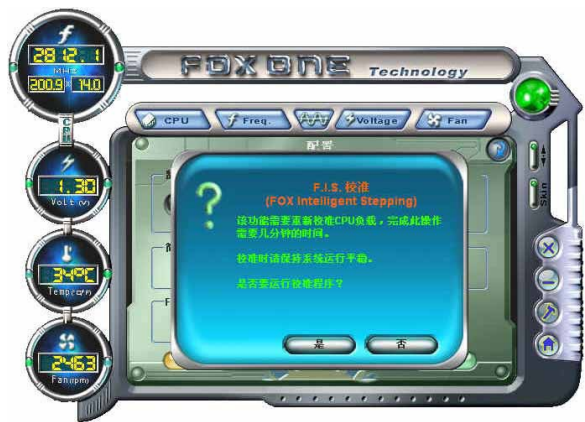 2812.1
MHz
200.9 x 14.0
CPU
1.30
Volt.(v)
34℃
Temp(℃/F)
2463
Fan(rpm)
FOX ONE Technology
CPU
Freq.
Voltage
Fan
配置
F.I.S. 校准
(FOX Intelligent Stepping)
该功能需要重新校准CPU负载，完成此操作
需要几分钟的时间。
校准时请保持系统运行平稳。
是否要运行校准程序？
是
否
Skin